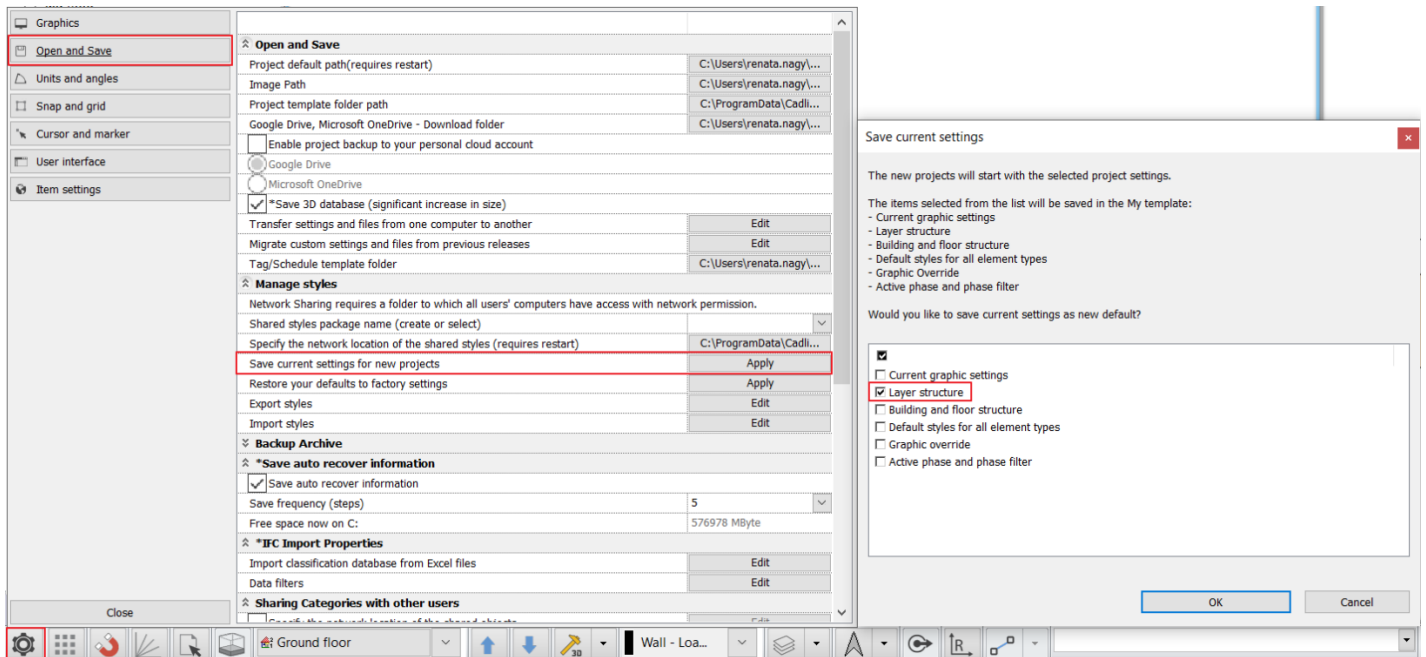 Graphics
Open and Save
Units and angles
Snap and grid
Cursor and marker
User interface
Item settings
Close
Open and Save
Project default path(requires restart) C:\Users\renata.nagy\...
Image Path C:\Users\renata.nagy\...
Project template folder path C:\ProgramData\Cadli...
Google Drive, Microsoft OneDrive - Download folder C:\Users\renata.nagy\...
Enable project backup to your personal cloud account
Google Drive
Microsoft OneDrive
*Save 3D database (significant increase in size)
Transfer settings and files from one computer to another Edit
Migrate custom settings and files from previous releases Edit
Tag/Schedule template folder C:\Users\renata.nagy\...
Manage styles
Network Sharing requires a folder to which all users' computers have access with network permission.
Shared styles package name (create or select)
Specify the network location of the shared styles (requires restart) C:\ProgramData\Cadli...
Save current settings for new projects Apply
Restore your defaults to factory settings Apply
Export styles Edit
Import styles Edit
Backup Archive
*Save auto recover information
Save auto recover information
Save frequency (steps) 5
Free space now on C: 576978 MByte
*IFC Import Properties
Import classification database from Excel files Edit
Data filters Edit
Sharing Categories with other users
Save current settings
The new projects will start with the selected project settings.
The items selected from the list will be saved in the My template:
- Current graphic settings
- Layer structure
- Building and floor structure
- Default styles for all element types
- Graphic Override
- Active phase and phase filter
Would you like to save current settings as new default?
Current graphic settings
Layer structure
Building and floor structure
Default styles for all element types
Graphic override
Active phase and phase filter
OK Cancel
Ground floor 3D Wall - Loa... R